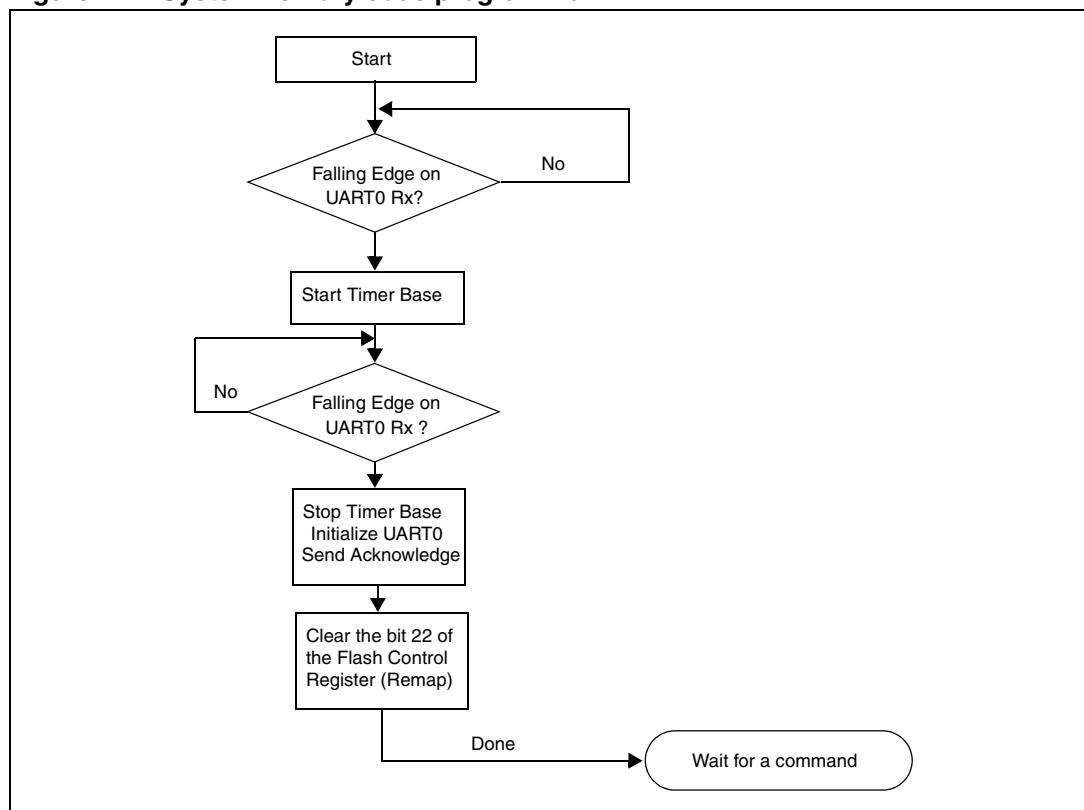 Start
No
Falling Edge on
UART0 Rx?
Start Timer Base
No
Falling Edge on
UART0 Rx ?
Stop Timer Base
Initialize UART0
Send Acknowledge
Clear the bit 22 of
the Flash Control
Register (Remap)
Done
Wait for a command